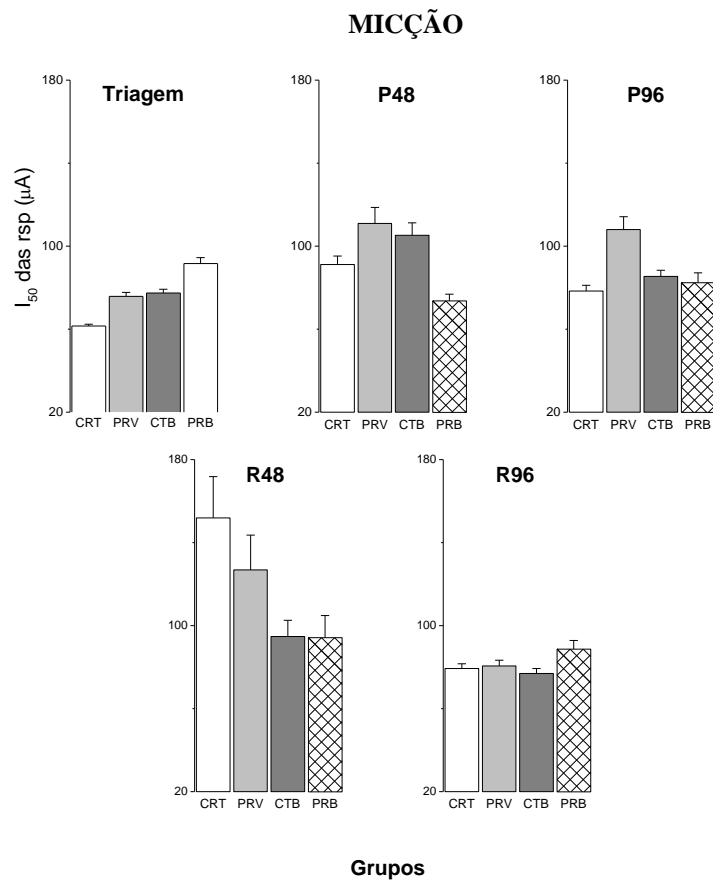 MICÇÃO
Triagem
P48
P96
180
100
20
I50 das rsp (μA)
CRT PRV CTB PRB
180
100
20
CRT PRV CTB PRB
180
100
20
CRT PRV CTB PRB
R48
R96
180
100
20
CRT PRV CTB PRB
180
100
20
CRT PRV CTB PRB
Grupos